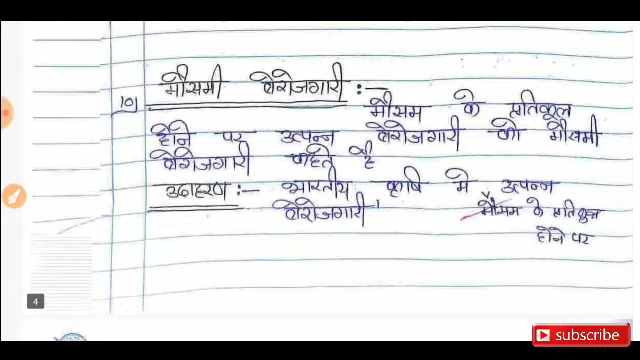 10) मौसमी बेरोजगारी :-
मौसम के प्रतिकूल
होने पर उत्पन्न बेरोजगारी को मौसमी
बेरोजगारी कहते है
उदाहरण :- भारतीय कृषि मे उत्पन्न
बेरोजगारी'
मौसम के प्रतिकुल
होने पर
4
subscribe